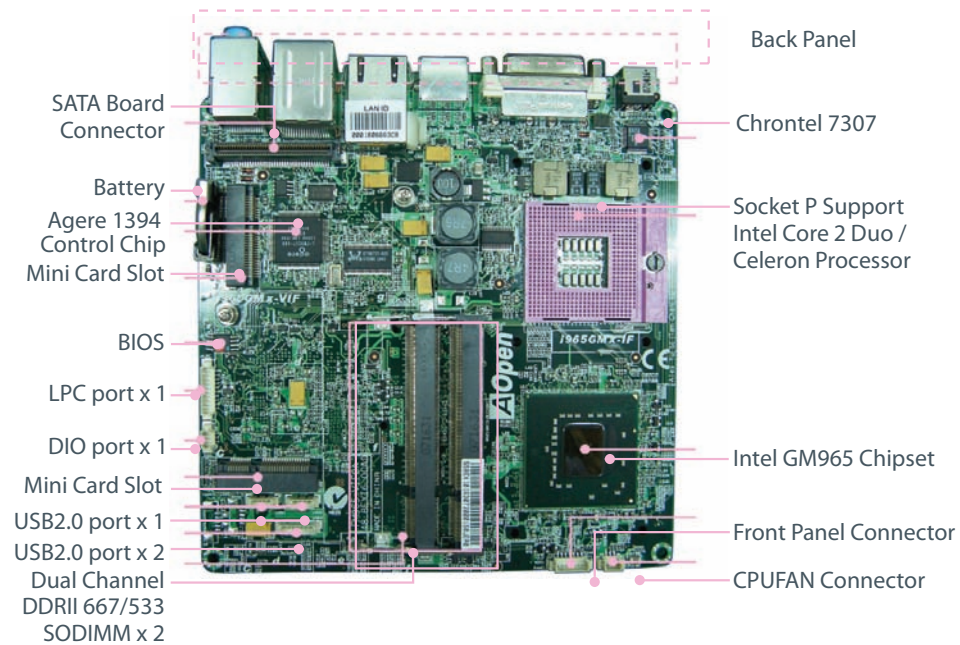 Back Panel
SATA Board
Connector
LAN ID
Chrontel 7307
Battery
Agere 1394
Control Chip
Mini Card Slot
Socket P Support
Intel Core 2 Duo /
Celeron Processor
BIOS
i965GMx-IF
CE
AOpen
LPC port x 1
DIO port x 1
Mini Card Slot
USB2.0 port x 1
USB2.0 port x 2
Dual Channel
DDRII 667/533
SODIMM x 2
MADE IN CHINA
Intel GM965 Chipset
Front Panel Connector
CPUFAN Connector